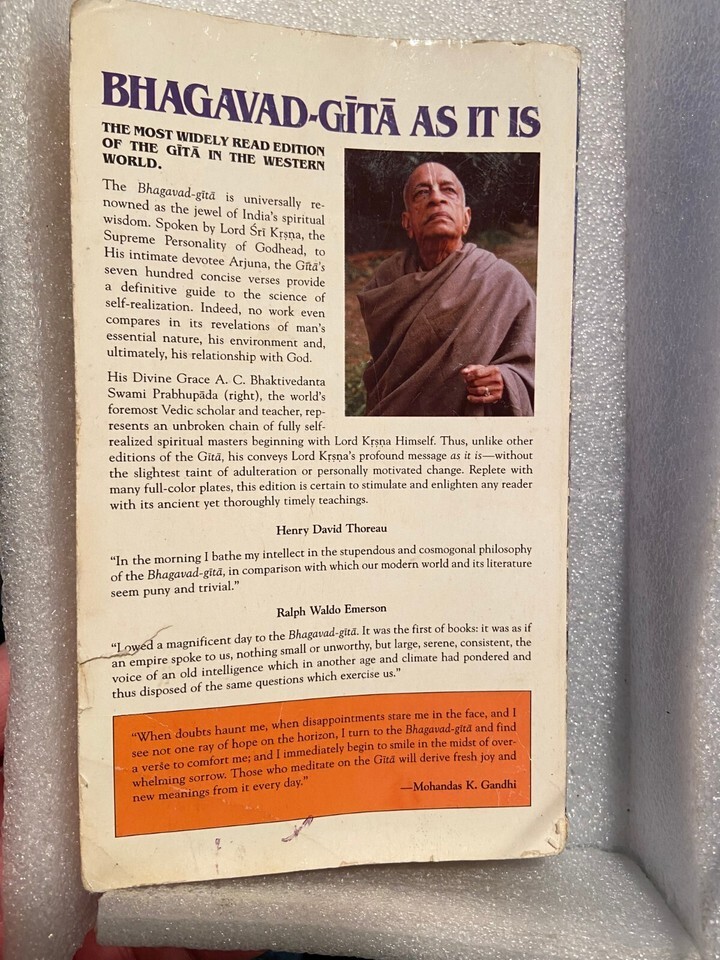 BHAGAVAD-GĪTĀ AS IT IS
THE MOST WIDELY READ EDITION
OF THE GĪTĀ IN THE WESTERN
WORLD.
The Bhagavad-gītā is universally re-
nowned as the jewel of India's spiritual
wisdom. Spoken by Lord Śrī Kṛṣṇa, the
Supreme Personality of Godhead, to
His intimate devotee Arjuna, the Gītā's
seven hundred concise verses provide
a definitive guide to the science of
self-realization. Indeed, no work even
compares in its revelations of man's
essential nature, his environment and,
ultimately, his relationship with God.
His Divine Grace A. C. Bhaktivedanta
Swami Prabhupāda (right), the world's
foremost Vedic scholar and teacher, rep-
resents an unbroken chain of fully self-
realized spiritual masters beginning with Lord Kṛṣṇa Himself. Thus, unlike other
editions of the Gītā, his conveys Lord Kṛṣṇa's profound message as it is—without
the slightest taint of adulteration or personally motivated change. Replete with
many full-color plates, this edition is certain to stimulate and enlighten any reader
with its ancient yet thoroughly timely teachings.
Henry David Thoreau
“In the morning I bathe my intellect in the stupendous and cosmogonal philosophy
of the Bhagavad-gītā, in comparison with which our modern world and its literature
seem puny and trivial.”
Ralph Waldo Emerson
“I owed a magnificent day to the Bhagavad-gītā. It was the first of books: it was as if
an empire spoke to us, nothing small or unworthy, but large, serene, consistent, the
voice of an old intelligence which in another age and climate had pondered and
thus disposed of the same questions which exercise us.”
“When doubts haunt me, when disappointments stare me in the face, and I
see not one ray of hope on the horizon, I turn to the Bhagavad-gītā and find
a verse to comfort me; and I immediately begin to smile in the midst of over-
whelming sorrow. Those who meditate on the Gītā will derive fresh joy and
new meanings from it every day.”
—Mohandas K. Gandhi